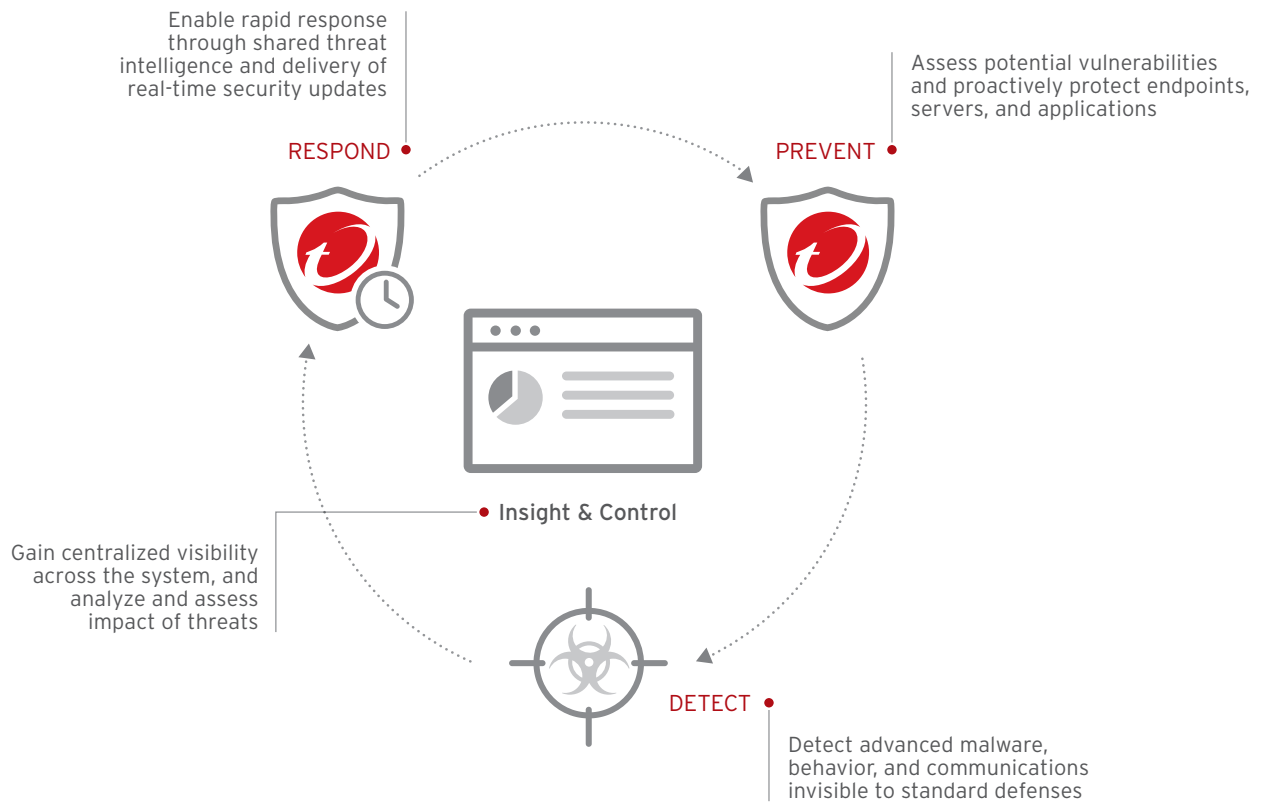 Enable rapid response
through shared threat
intelligence and delivery of
real-time security updates
RESPOND
Assess potential vulnerabilities
and proactively protect endpoints,
servers, and applications
PREVENT
Insight & Control
Gain centralized visibility
across the system, and
analyze and assess
impact of threats
DETECT
Detect advanced malware,
behavior, and communications
invisible to standard defenses